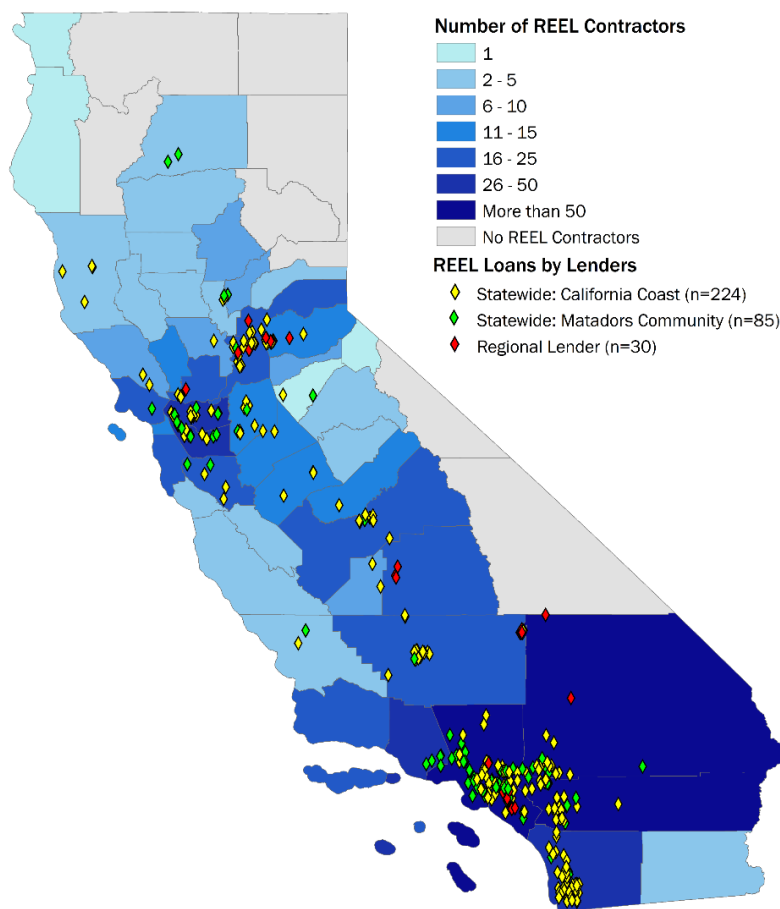 Number of REEL Contractors
1
2 - 5
6 - 10
11 - 15
16 - 25
26 - 50
More than 50
No REEL Contractors
REEL Loans by Lenders
Statewide: California Coast (n=224)
Statewide: Matadors Community (n=85)
Regional Lender (n=30)